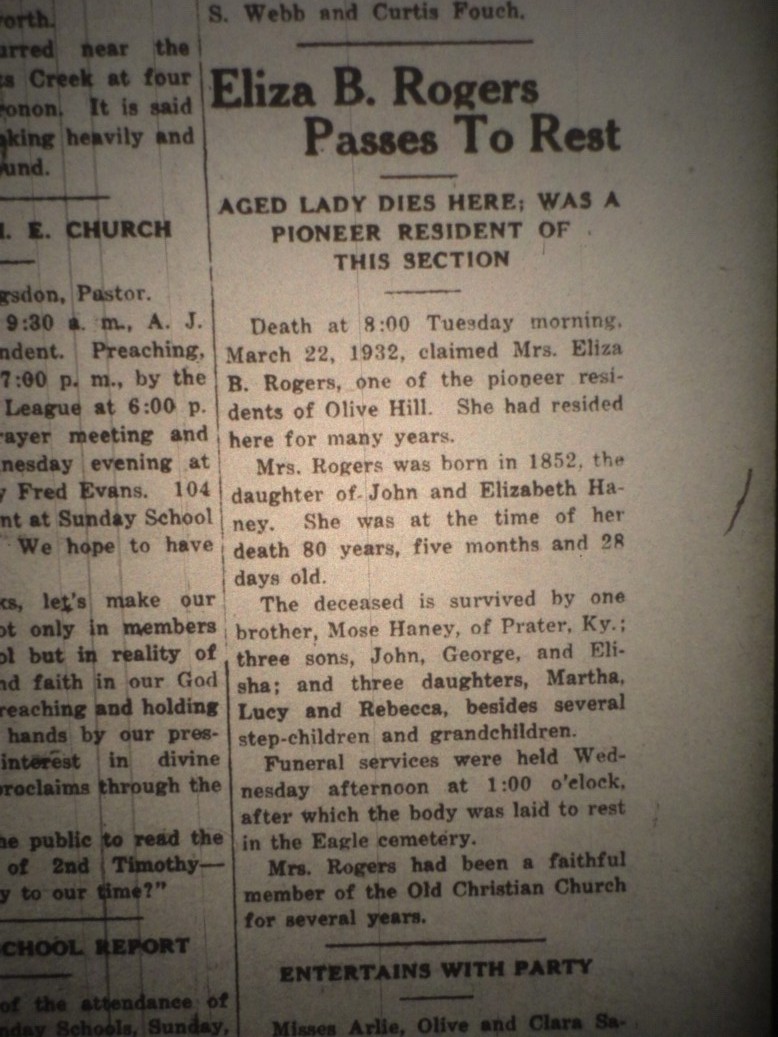 orth.
urred near the
s Creek at four
onon. It is said
king heavily and
und.
. E. CHURCH
gsdon, Pastor.
9:30 a. m., A. J.
ndent. Preaching,
7:00 p. m., by the
League at 6:00 p.
rayer meeting and
nesday evening at
y Fred Evans. 104
nt at Sunday School
We hope to have
ks, let's make our
ot only in members
ol but in reality of
nd faith in our God
reaching and holding
hands by our pres-
interest in divine
proclaims through the
he public to read the
of 2nd Timothy—
y to our time?"
CHOOL REPORT
of the attendance of
nday Schools, Sunday,
S. Webb and Curtis Fouch.
Eliza B. Rogers
Passes To Rest
AGED LADY DIES HERE; WAS A
PIONEER RESIDENT OF
THIS SECTION
Death at 8:00 Tuesday morning,
March 22, 1932, claimed Mrs. Eliza
B. Rogers, one of the pioneer resi-
dents of Olive Hill. She had resided
here for many years.
Mrs. Rogers was born in 1852, the
daughter of John and Elizabeth Ha-
ney. She was at the time of her
death 80 years, five months and 28
days old.
The deceased is survived by one
brother, Mose Haney, of Prater, Ky.;
three sons, John, George, and Eli-
sha; and three daughters, Martha,
Lucy and Rebecca, besides several
step-children and grandchildren.
Funeral services were held Wed-
nesday afternoon at 1:00 o'clock,
after which the body was laid to rest
in the Eagle cemetery.
Mrs. Rogers had been a faithful
member of the Old Christian Church
for several years.
ENTERTAINS WITH PARTY
Misses Arlie, Olive and Clara Sa-